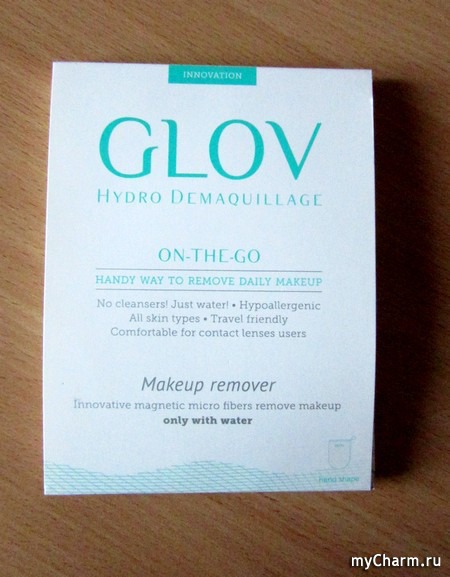 INNOVATION
GLOV
HYDRO DEMAQUILLAGE
ON-THE-GO
HANDY WAY TO REMOVE DAILY MAKEUP
No cleansers! Just water! • Hypoallergenic
All skin types • Travel friendly
Comfortable for contact lenses users
Makeup remover
Innovative magnetic micro fibers remove makeup
only with water
hand shape
myCharm.ru